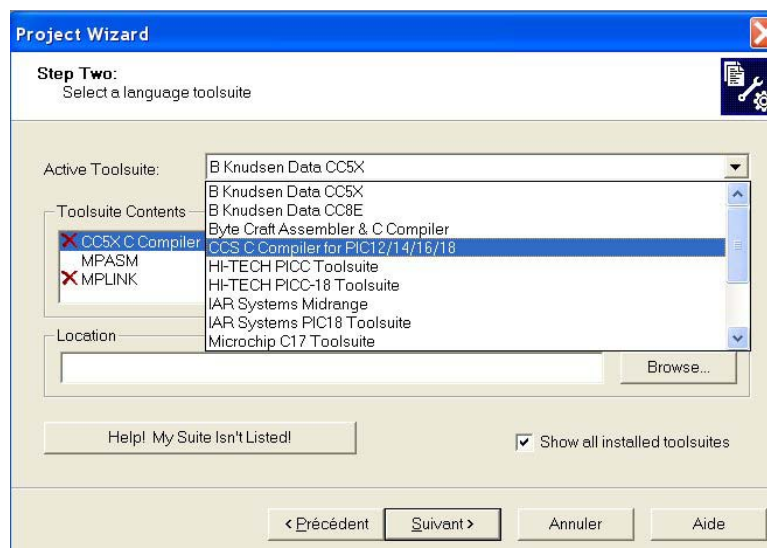 Project Wizard
Step Two:
Select a language toolsuite
Active Toolsuite:
B Knudsen Data CC5X
B Knudsen Data CC5X
B Knudsen Data CC8E
Byte Craft Assembler & C Compiler
CCS C Compiler for PIC12/14/16/18
HI-TECH PICC Toolsuite
HI-TECH PICC-18 Toolsuite
IAR Systems Midrange
IAR Systems PIC18 Toolsuite
Microchip C17 Toolsuite
Toolsuite Contents
CC5X C Compiler
MPASM
MPLINK
Location
Browse...
Help! My Suite Isn't Listed!
Show all installed toolsuites
< Précédent
Suivant >
Annuler
Aide